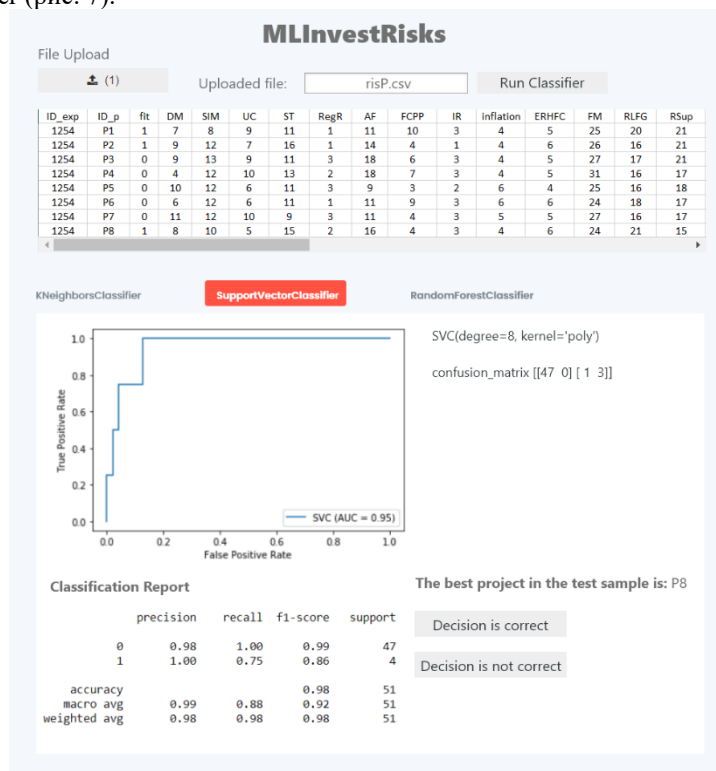 (рис. 7).
MLInvestRisks
File Upload
(1) Uploaded file: risP.csv Run Classifier
ID_exp ID_p fit DM SIM UC ST RegR AF FCPP IR inflation ERHFC FM RLFG RSup
1254 P1 1 7 8 9 11 1 11 10 3 4 5 25 20 21
1254 P2 1 9 12 7 16 1 14 4 1 4 6 26 16 21
1254 P3 0 9 13 9 11 3 18 6 3 4 5 27 17 21
1254 P4 0 4 12 10 13 2 18 7 3 4 5 31 16 17
1254 P5 0 10 12 6 11 3 9 3 2 6 4 25 16 18
1254 P6 0 6 12 6 11 1 11 9 3 6 6 24 18 17
1254 P7 0 11 12 10 9 3 11 4 3 5 5 27 16 17
1254 P8 1 8 10 5 15 2 16 4 3 4 6 24 21 15
KNeighborsClassifier SupportVectorClassifier RandomForestClassifier
SVC(degree=8, kernel='poly')
confusion_matrix [[47 0] [ 1 3]]
True Positive Rate
1.0
0.8
0.6
0.4
0.2
0.0
SVC (AUC = 0.95)
0.0 0.2 0.4 0.6 0.8 1.0
False Positive Rate
Classification Report
precision recall f1-score support
0 0.98 1.00 0.99 47
1 1.00 0.75 0.86 4
accuracy 0.98 51
macro avg 0.99 0.88 0.92 51
weighted avg 0.98 0.98 0.98 51
The best project in the test sample is: P8
Decision is correct
Decision is not correct